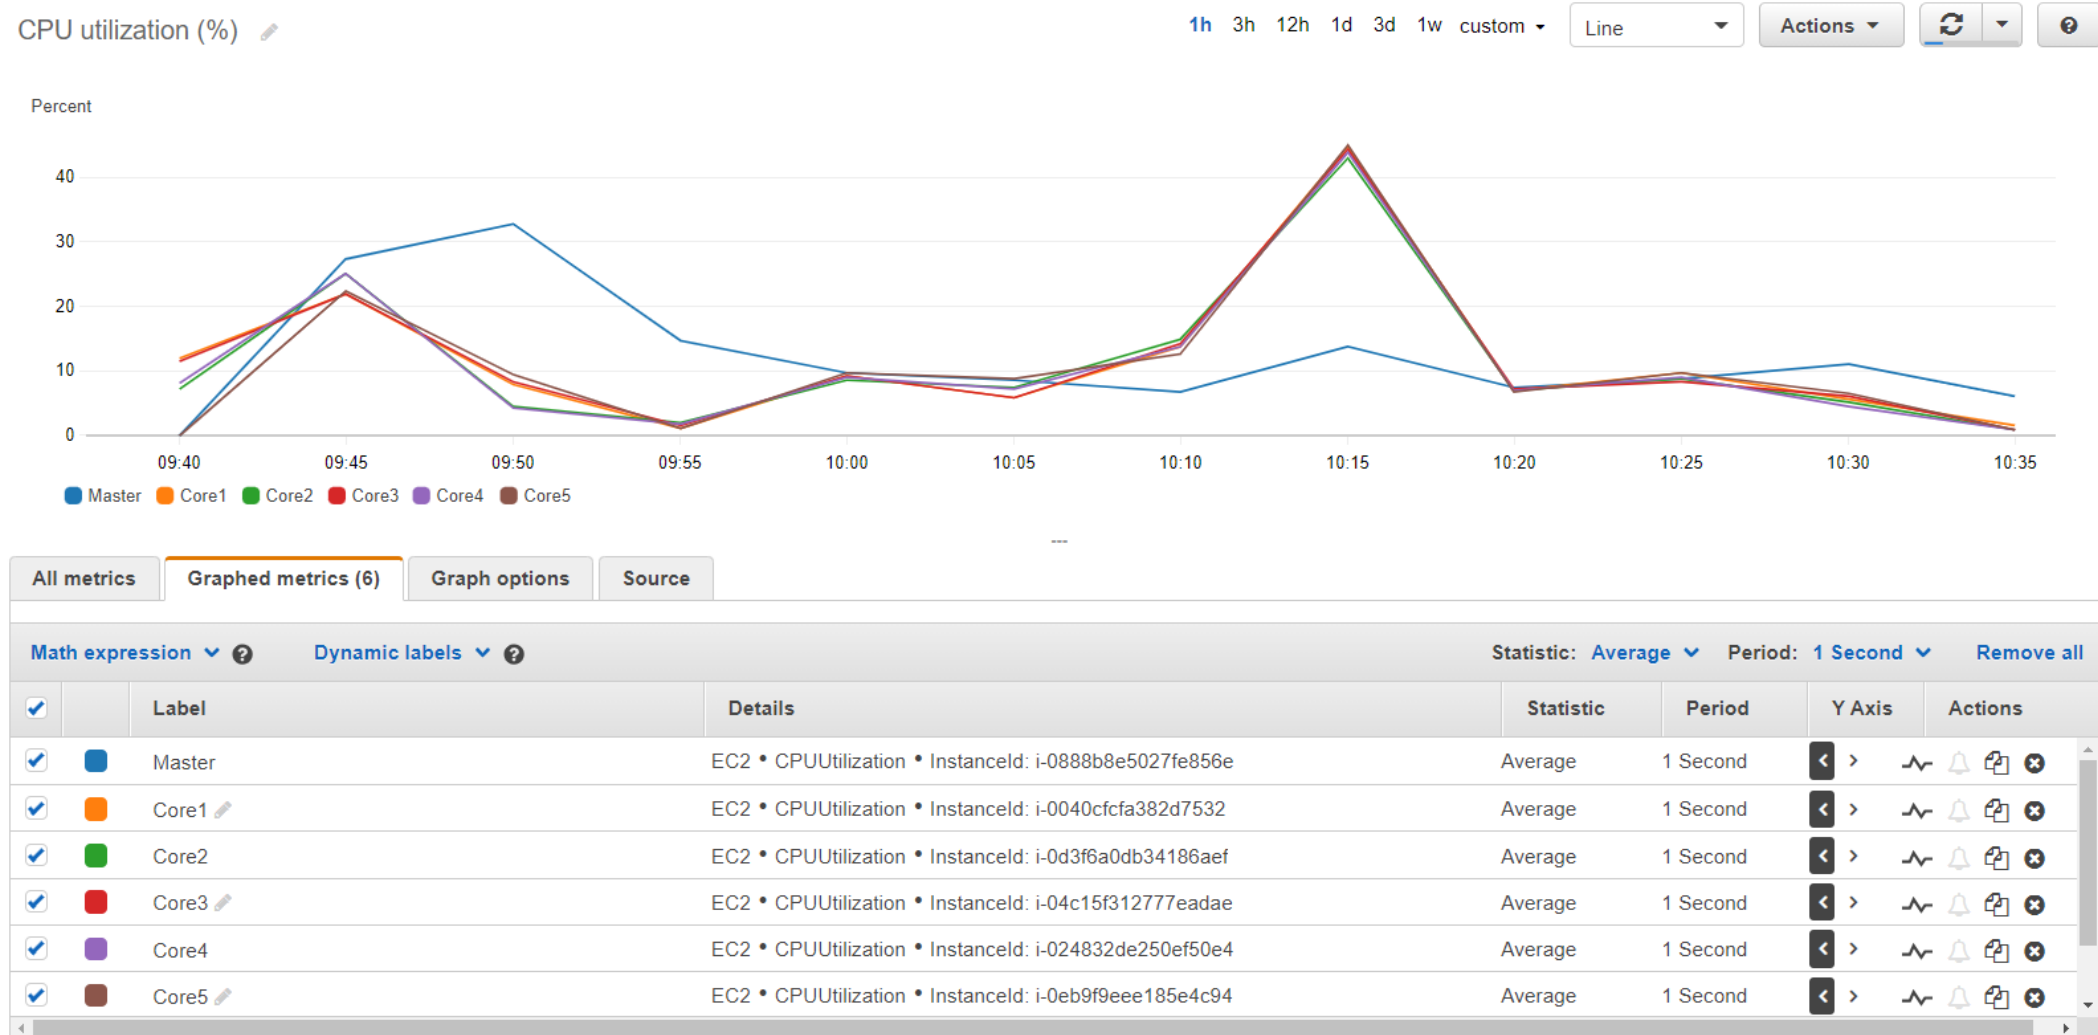 CPU utilization (%)
1h 3h 12h 1d 3d 1w custom Line Actions
Percent
40
30
20
10
0
09:40 09:45 09:50 09:55 10:00 10:05 10:10 10:15 10:20 10:25 10:30 10:35
Master Core1 Core2 Core3 Core4 Core5
All metrics Graphed metrics (6) Graph options Source
Math expression Dynamic labels Statistic: Average Period: 1 Second Remove all
Label Details Statistic Period Y Axis Actions
Master EC2 • CPUUtilization • InstanceId: i-0888b8e5027fe856e Average 1 Second
Core1 EC2 • CPUUtilization • InstanceId: i-0040cfcfa382d7532 Average 1 Second
Core2 EC2 • CPUUtilization • InstanceId: i-0d3f6a0db34186aef Average 1 Second
Core3 EC2 • CPUUtilization • InstanceId: i-04c15f312777eadae Average 1 Second
Core4 EC2 • CPUUtilization • InstanceId: i-024832de250ef50e4 Average 1 Second
Core5 EC2 • CPUUtilization • InstanceId: i-0eb9f9eee185e4c94 Average 1 Second